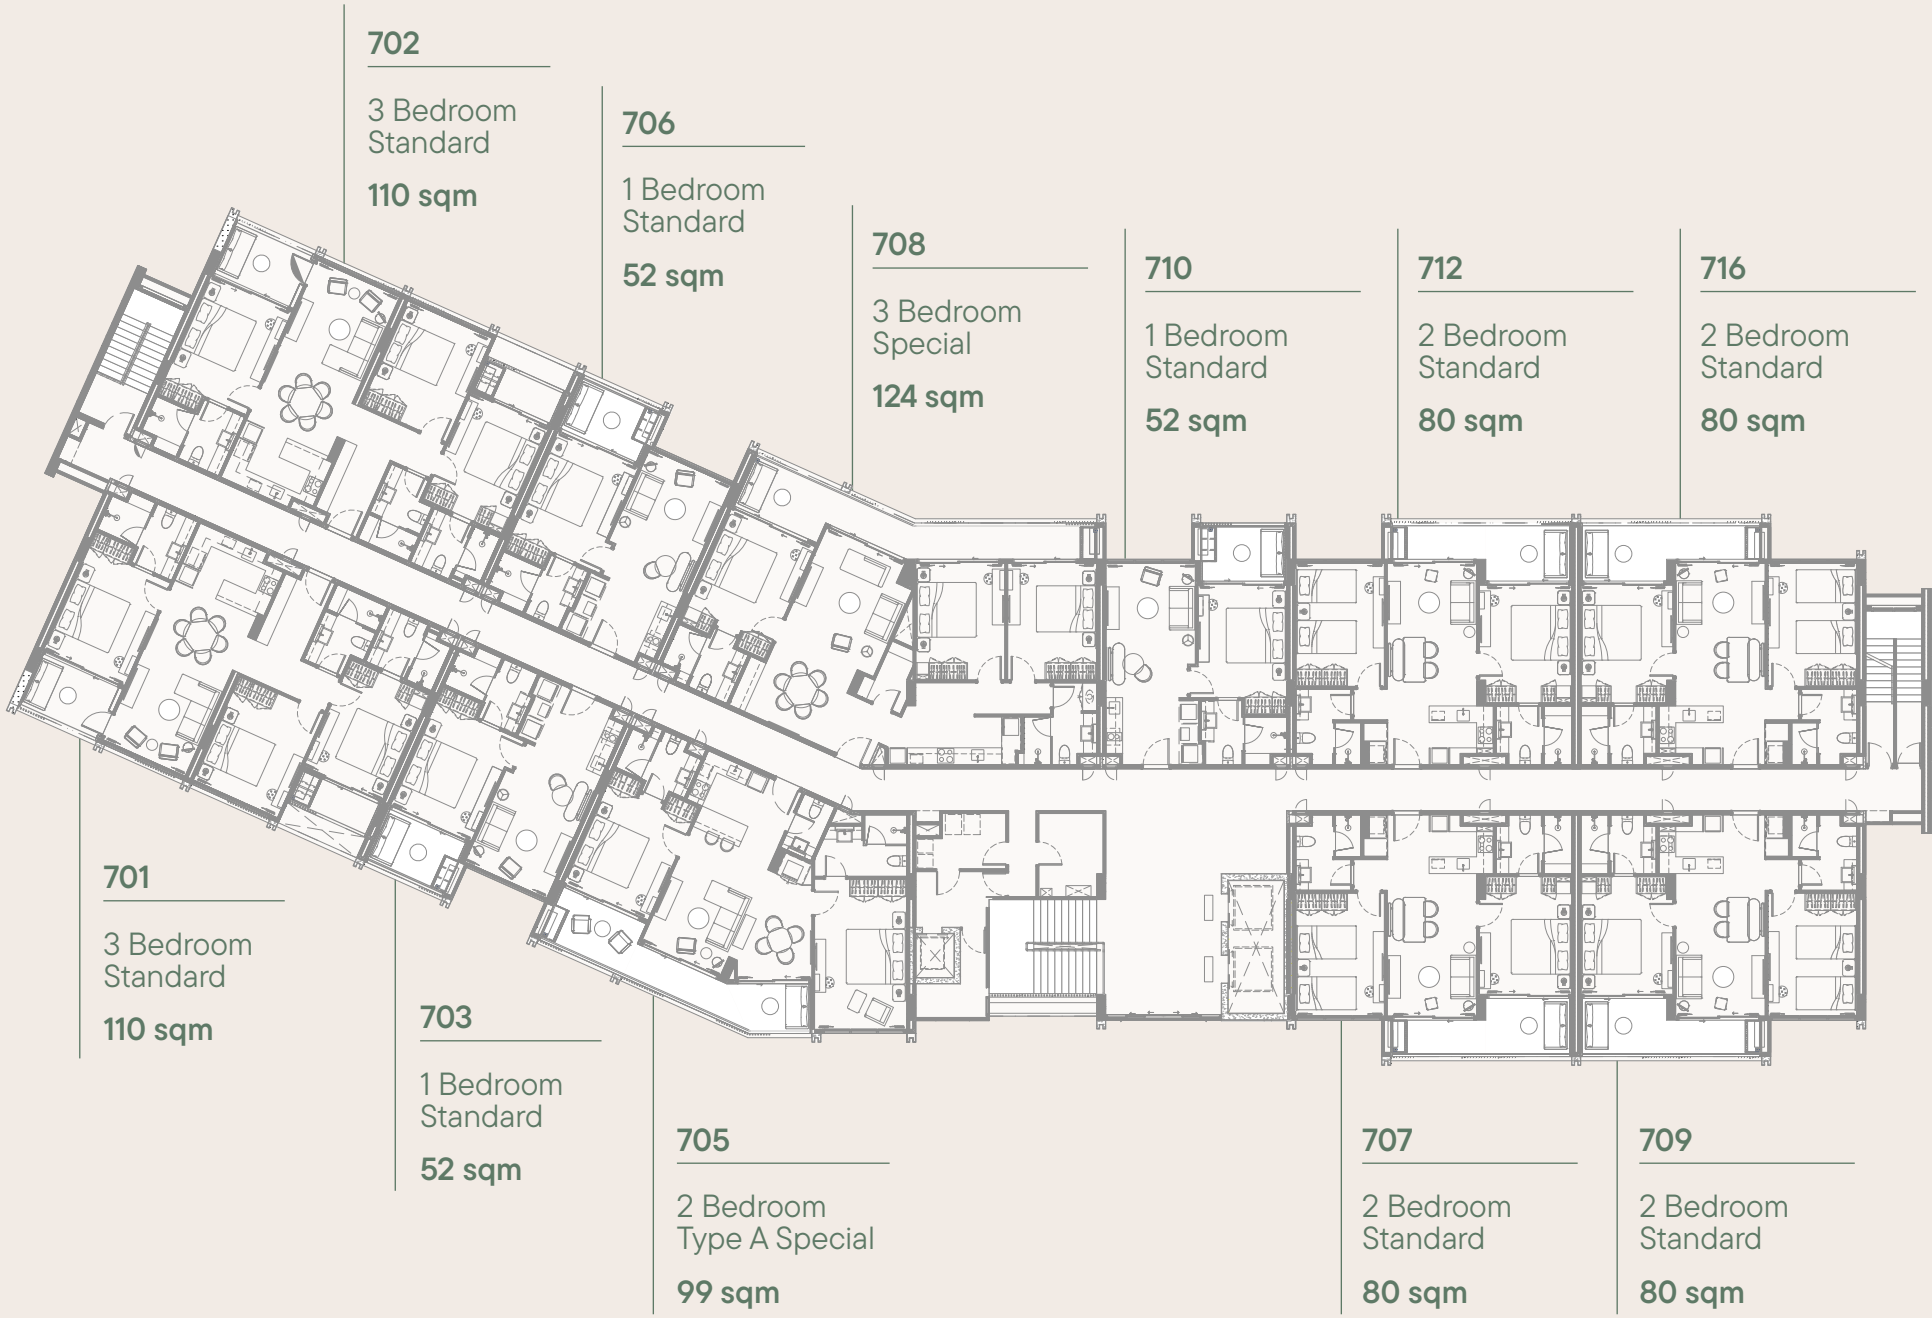 702
3 Bedroom
Standard
110 sqm
706
1 Bedroom
Standard
52 sqm
708
3 Bedroom
Special
124 sqm
710
1 Bedroom
Standard
52 sqm
712
2 Bedroom
Standard
80 sqm
716
2 Bedroom
Standard
80 sqm
701
3 Bedroom
Standard
110 sqm
703
1 Bedroom
Standard
52 sqm
705
2 Bedroom
Type A Special
99 sqm
707
2 Bedroom
Standard
80 sqm
709
2 Bedroom
Standard
80 sqm